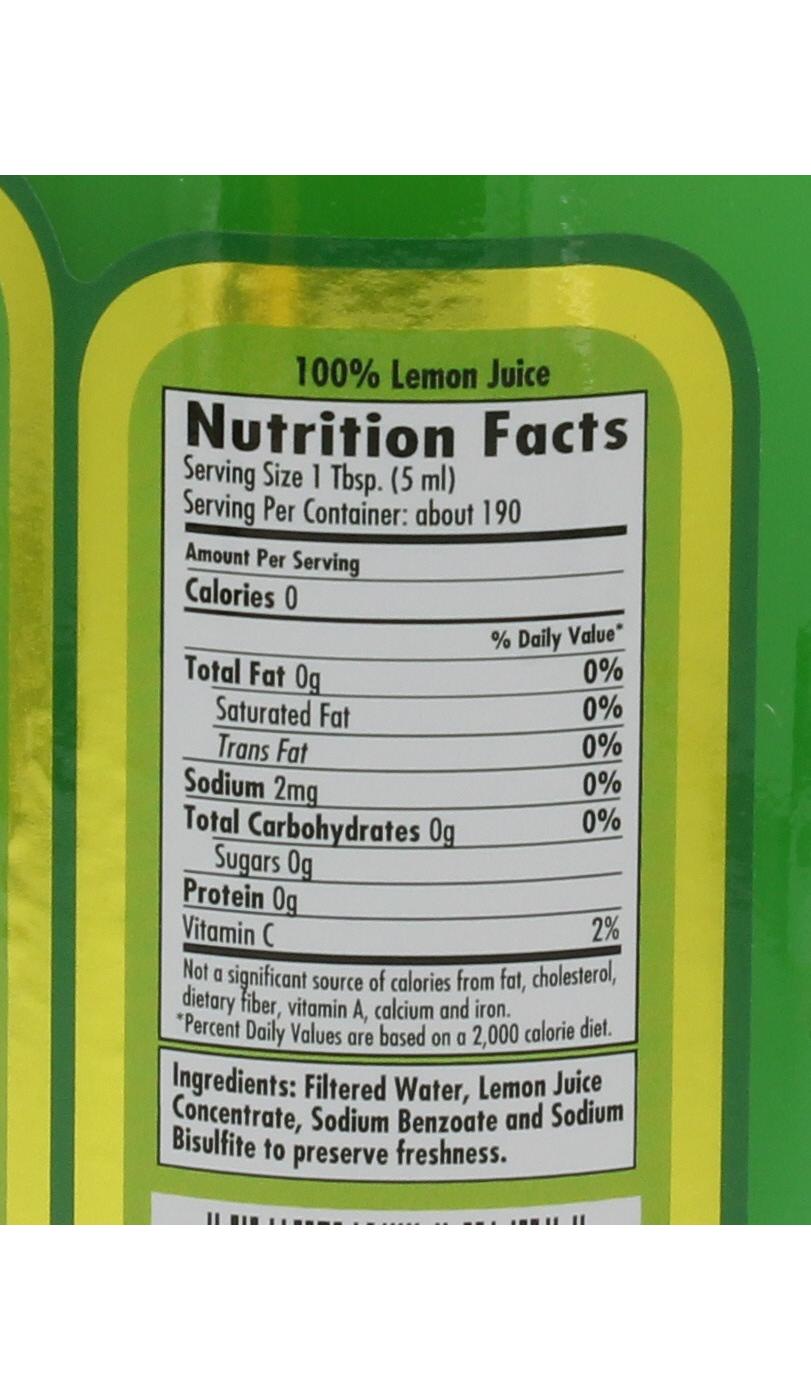 100% Lemon Juice
Nutrition Facts
Serving Size 1 Tbsp. (5 ml)
Serving Per Container: about 190
Amount Per Serving
Calories 0
% Daily Value*
Total Fat 0g 0%
Saturated Fat 0%
Trans Fat 0%
Sodium 2mg 0%
Total Carbohydrates 0g 0%
Sugars 0g
Protein 0g
Vitamin C 2%
Not a significant source of calories from fat, cholesterol,
dietary fiber, vitamin A, calcium and iron.
*Percent Daily Values are based on a 2,000 calorie diet.
Ingredients: Filtered Water, Lemon Juice
Concentrate, Sodium Benzoate and Sodium
Bisulfite to preserve freshness.